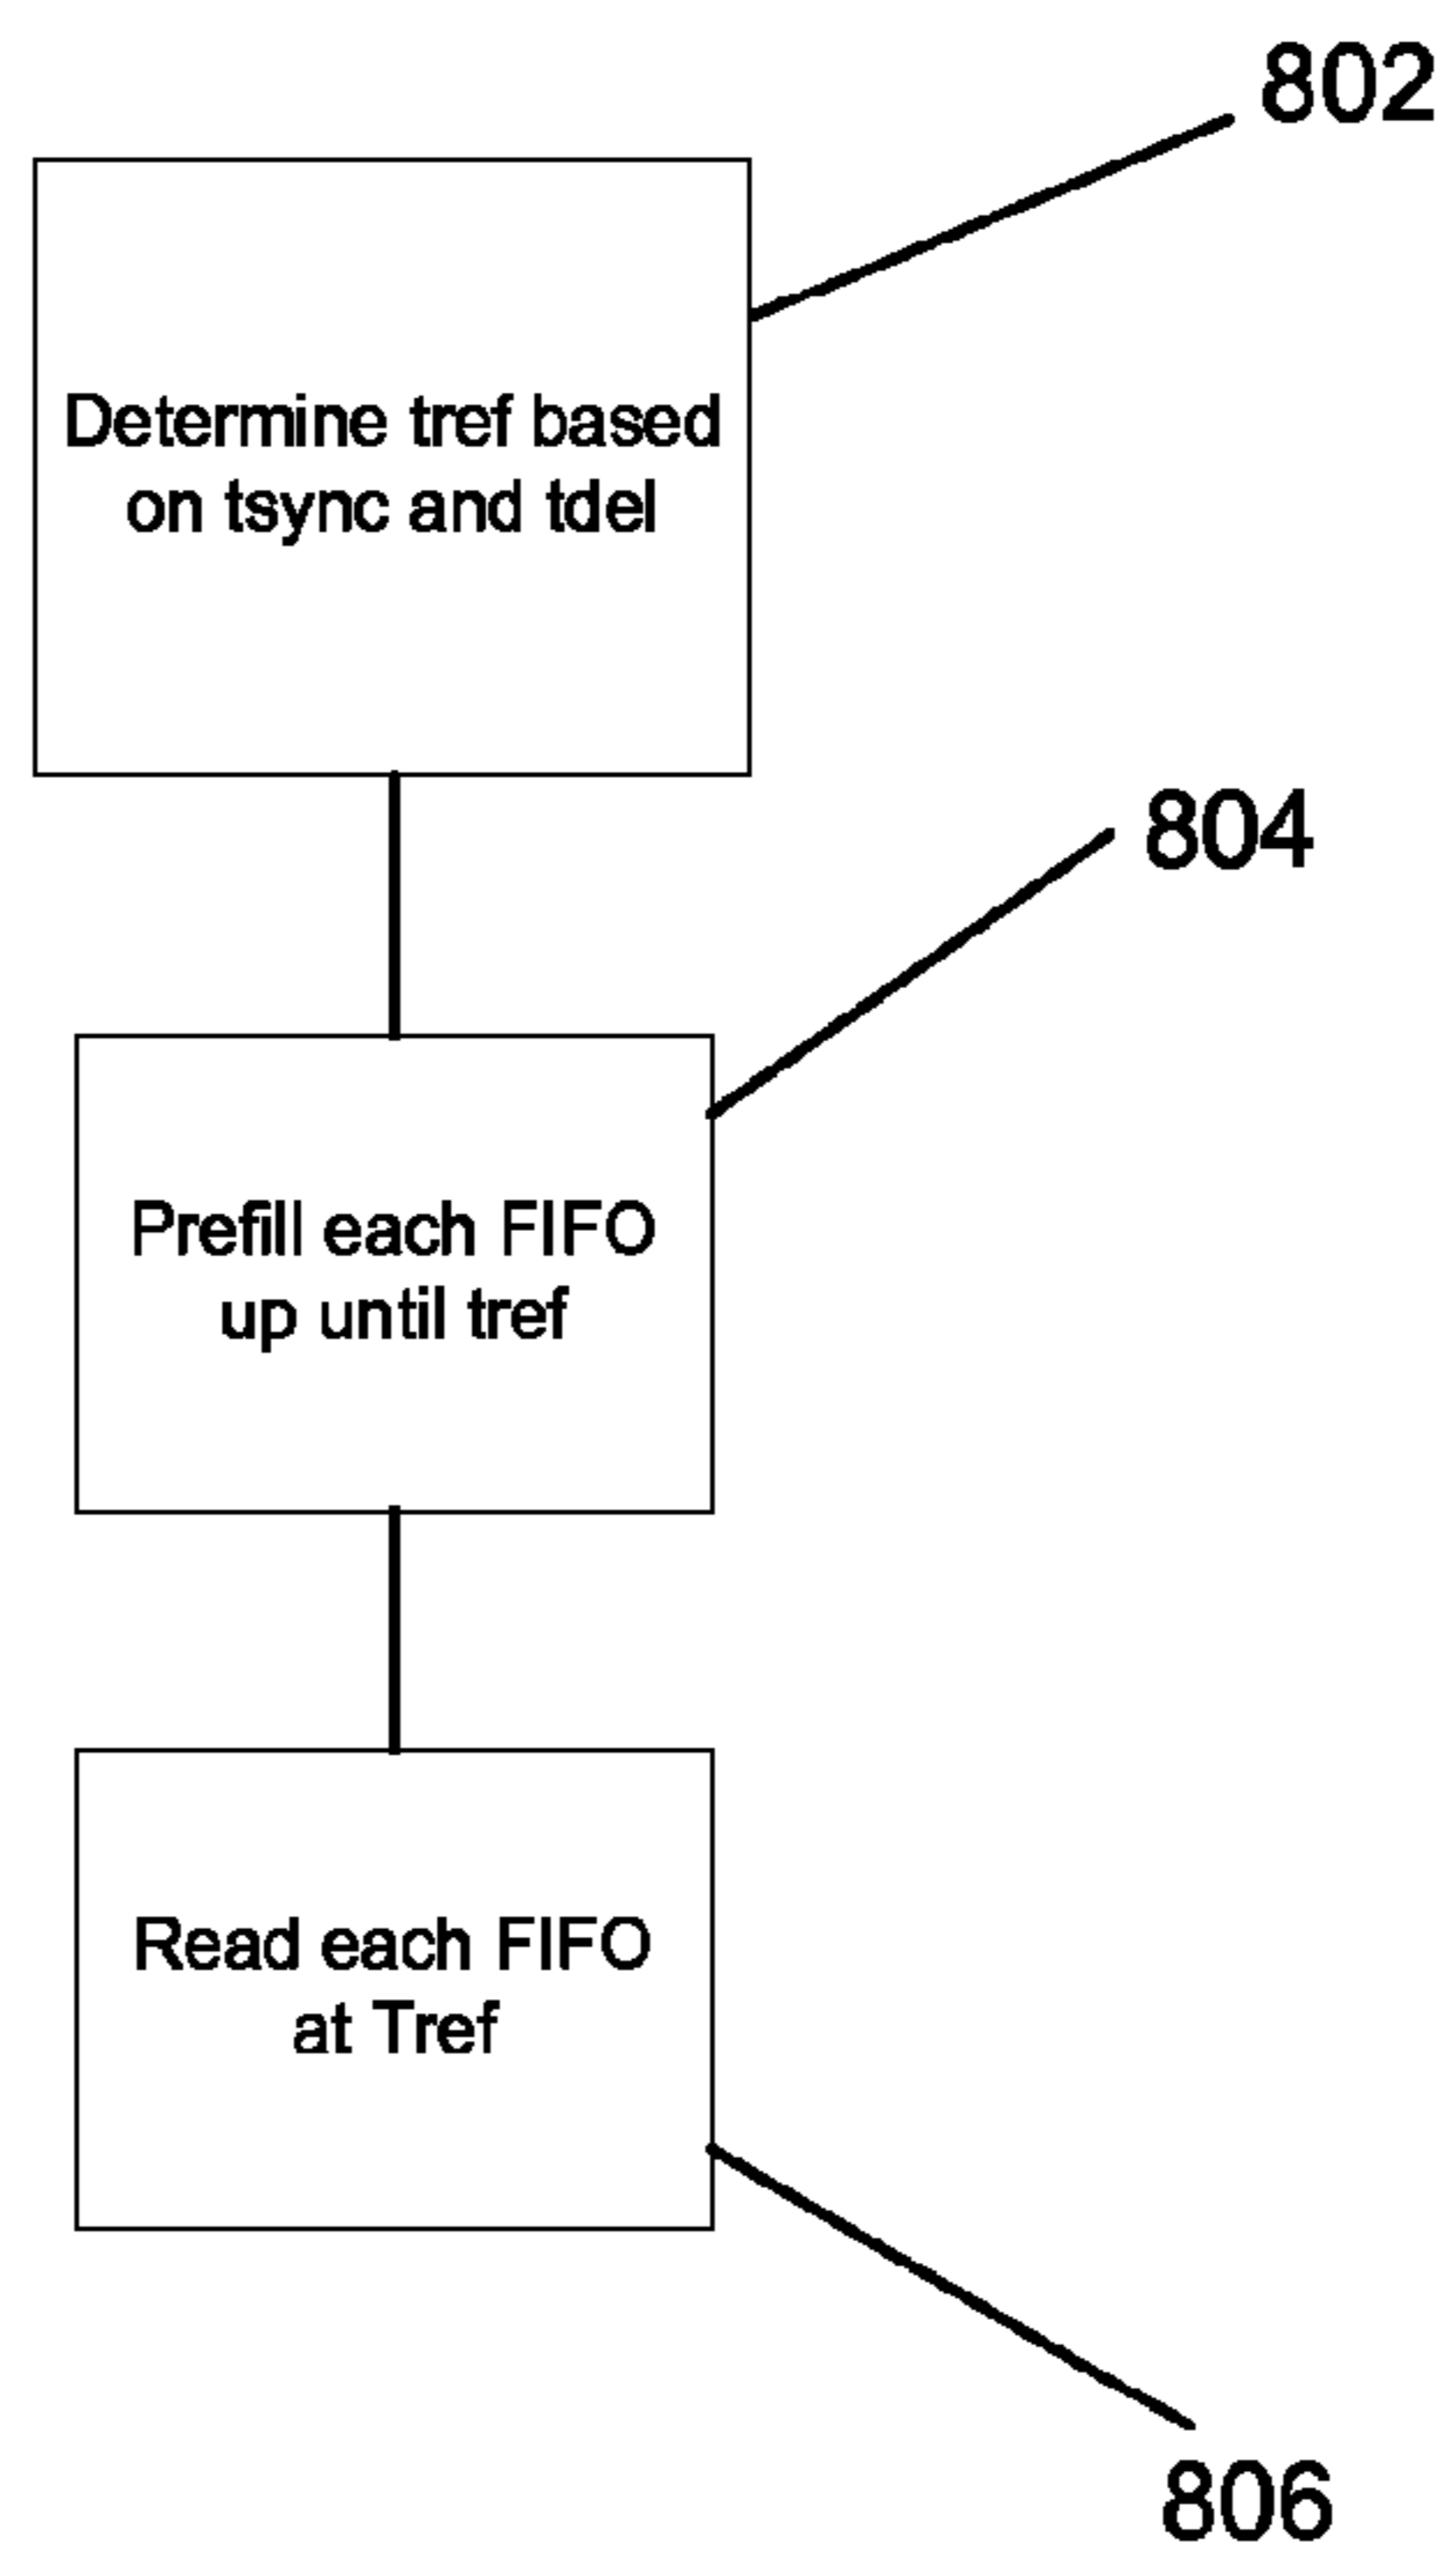 802
Determine tref based
on tsync and tdel
804
Prefill each FIFO
up until tref
Read each FIFO
at Tref
806